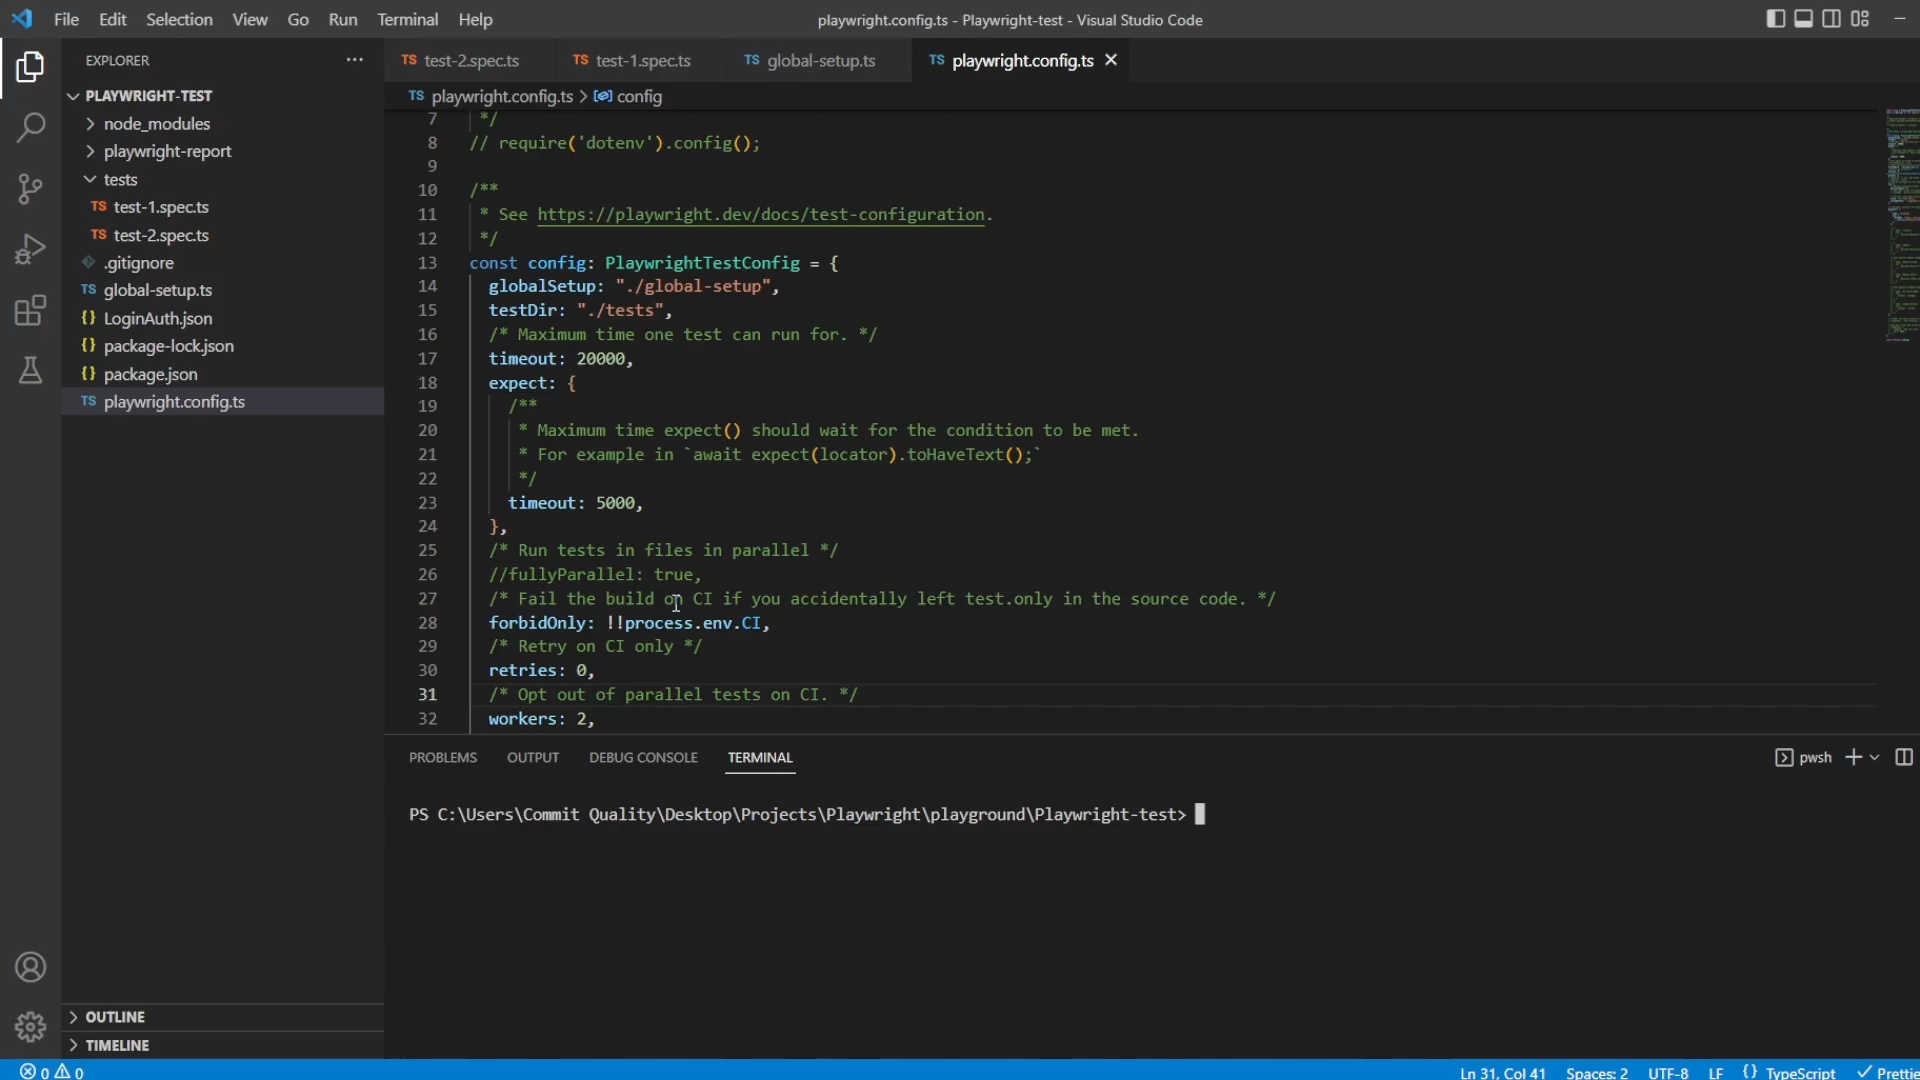 File Edit Selection View Go Run Terminal Help
playwright.config.ts - Playwright-test - Visual Studio Code
EXPLORER ...
PLAYWRIGHT-TEST
node_modules
playwright-report
tests
TS test-1.spec.ts
TS test-2.spec.ts
.gitignore
TS global-setup.ts
{} LoginAuth.json
{} package-lock.json
{} package.json
TS playwright.config.ts
OUTLINE
TIMELINE
TS test-2.spec.ts TS test-1.spec.ts TS global-setup.ts TS playwright.config.ts
TS playwright.config.ts > config
7 */
8 // require('dotenv').config();
9
10 /**
11 * See https://playwright.dev/docs/test-configuration.
12 */
13 const config: PlaywrightTestConfig = {
14 globalSetup: "./global-setup",
15 testDir: "./tests",
16 /* Maximum time one test can run for. */
17 timeout: 20000,
18 expect: {
19 /**
20 * Maximum time expect() should wait for the condition to be met.
21 * For example in `await expect(locator).toHaveText();`
22 */
23 timeout: 5000,
24 },
25 /* Run tests in files in parallel */
26 //fullyParallel: true,
27 /* Fail the build on CI if you accidentally left test.only in the source code. */
28 forbidOnly: !!process.env.CI,
29 /* Retry on CI only */
30 retries: 0,
31 /* Opt out of parallel tests on CI. */
32 workers: 2,
PROBLEMS OUTPUT DEBUG CONSOLE TERMINAL
pwsh
PS C:\Users\Commit Quality\Desktop\Projects\Playwright\playground\Playwright-test>
0 0
Ln 31, Col 41 Spaces: 2 UTF-8 LF {} TypeScript Prettie